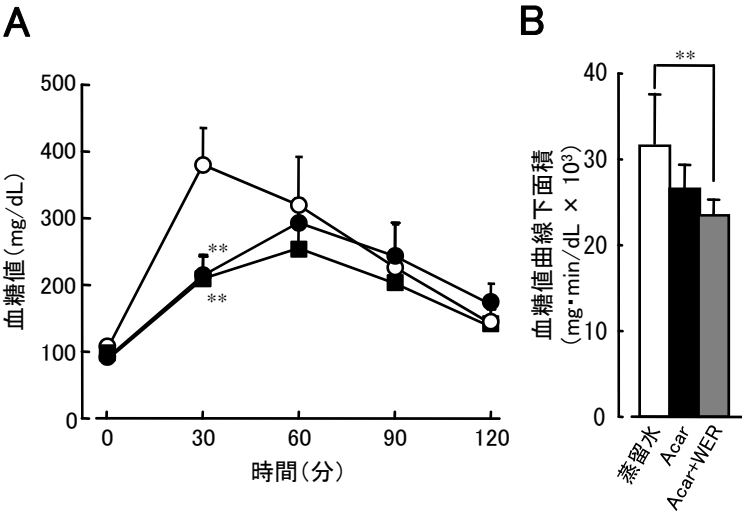 A
血糖値(mg/dL)
500
400
300
200
100
0
**
**
0 30 60 90 120
時間(分)
B
血糖値曲線下面積
(mg・min/dL × 10³)
40
30
20
10
0
**
蒸留水
Acar
Acar+WER